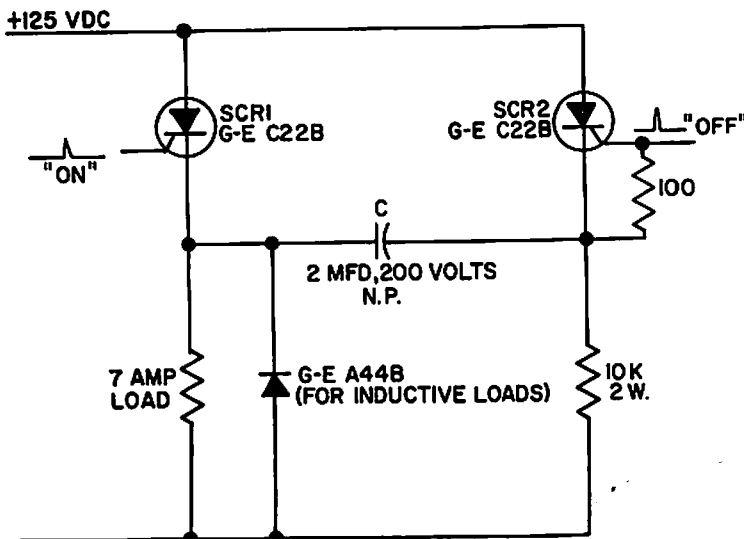 +125 VDC
SCR1
G-E C22B
"ON"
SCR2
G-E C22B
"OFF"
100
C
2 MFD,200 VOLTS
N.P.
7 AMP
LOAD
G-E A44B
(FOR INDUCTIVE LOADS)
10K
2 W.